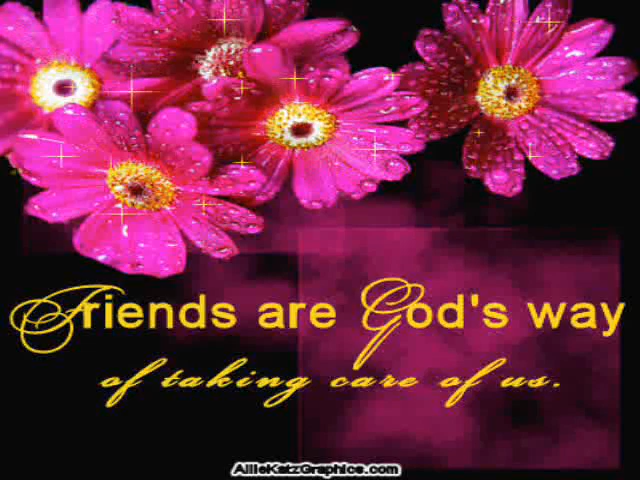 Friends are God's way
of taking care of us.
AllieKatzGraphics.com